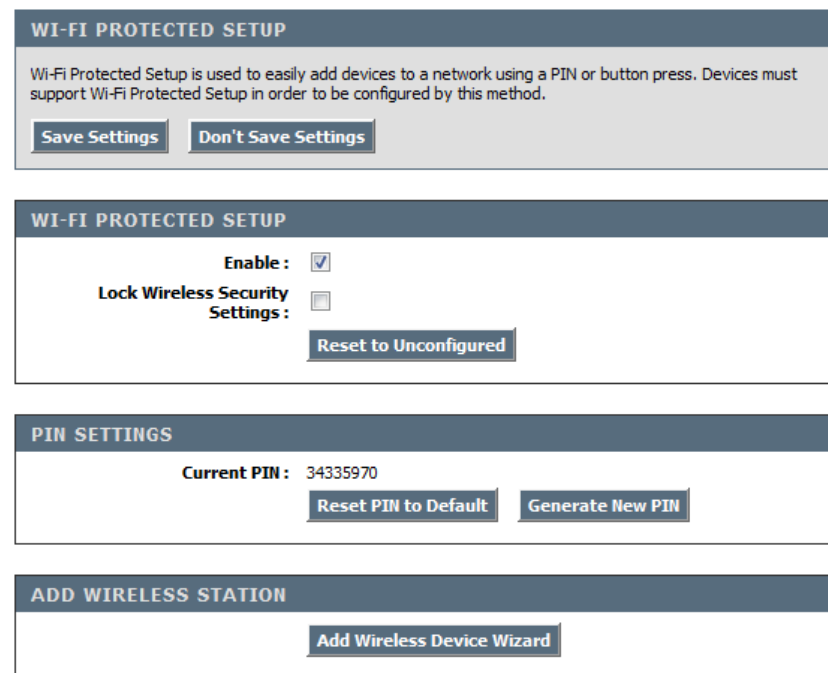 WI-FI PROTECTED SETUP
Wi-Fi Protected Setup is used to easily add devices to a network using a PIN or button press. Devices must
support Wi-Fi Protected Setup in order to be configured by this method.
Save Settings Don't Save Settings
WI-FI PROTECTED SETUP
Enable :
Lock Wireless Security
Settings :
Reset to Unconfigured
PIN SETTINGS
Current PIN : 34335970
Reset PIN to Default Generate New PIN
ADD WIRELESS STATION
Add Wireless Device Wizard